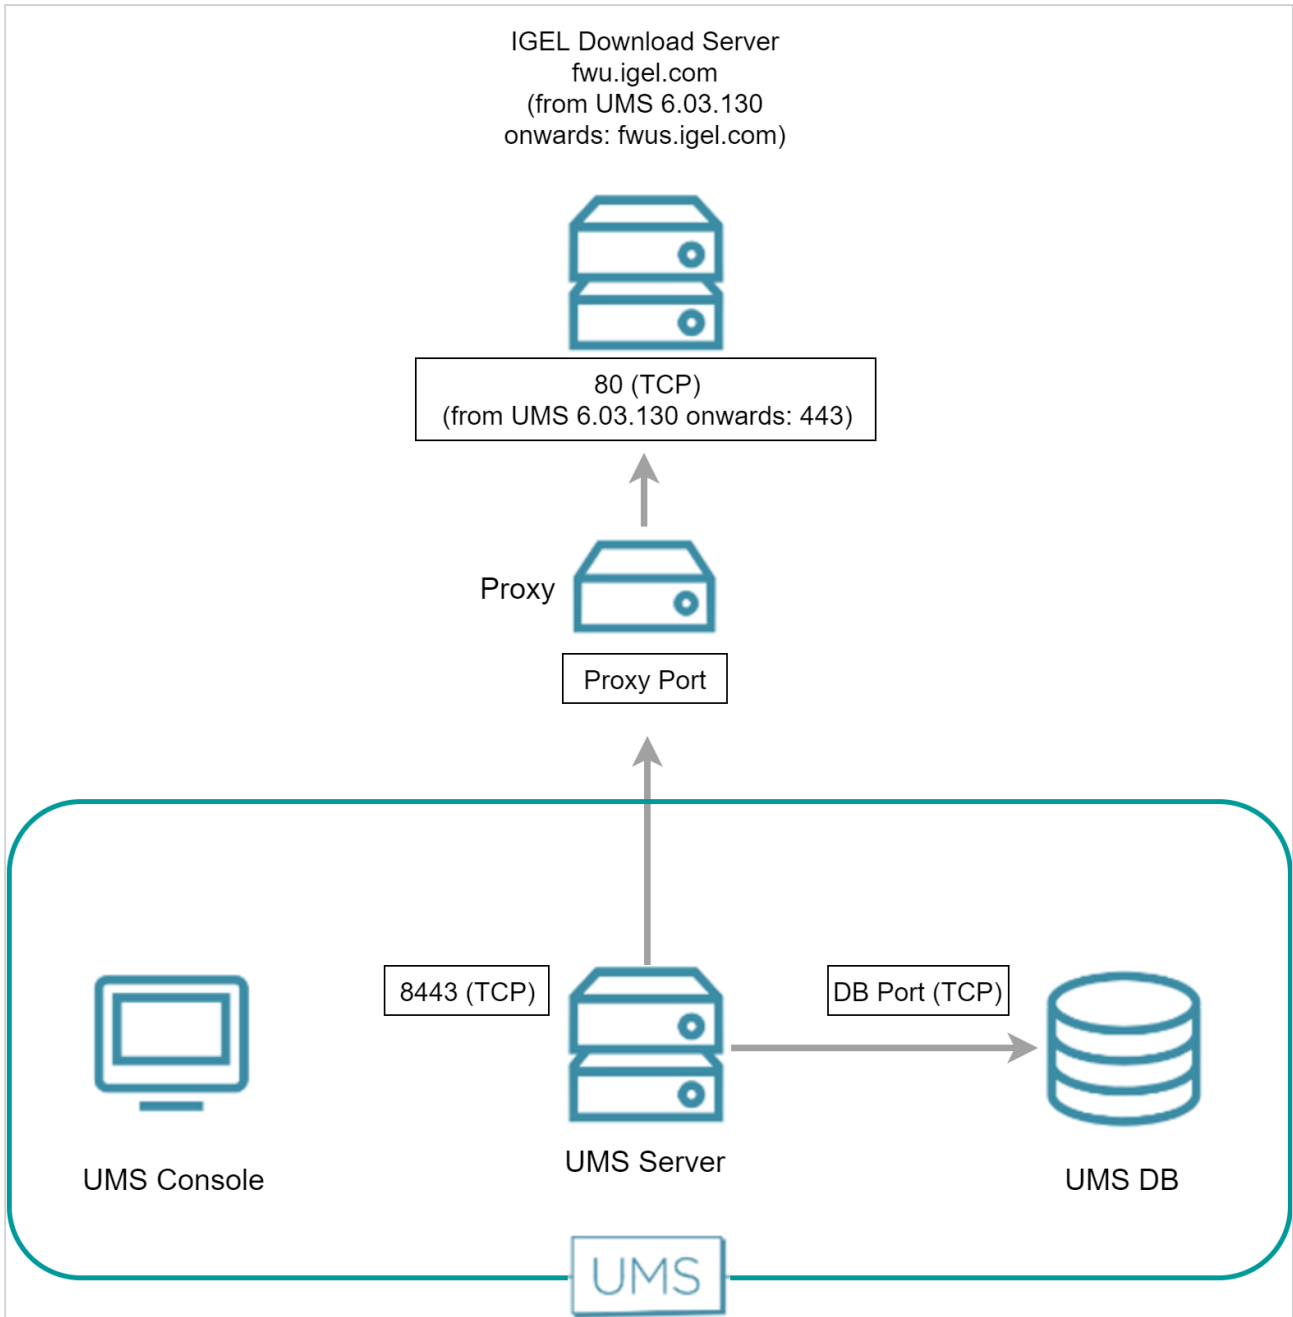 IGEL Download Server
fwu.igel.com
(from UMS 6.03.130
onwards: fwus.igel.com)
80 (TCP)
(from UMS 6.03.130 onwards: 443)
Proxy
Proxy Port
8443 (TCP)
DB Port (TCP)
UMS Console
UMS Server
UMS DB
UMS